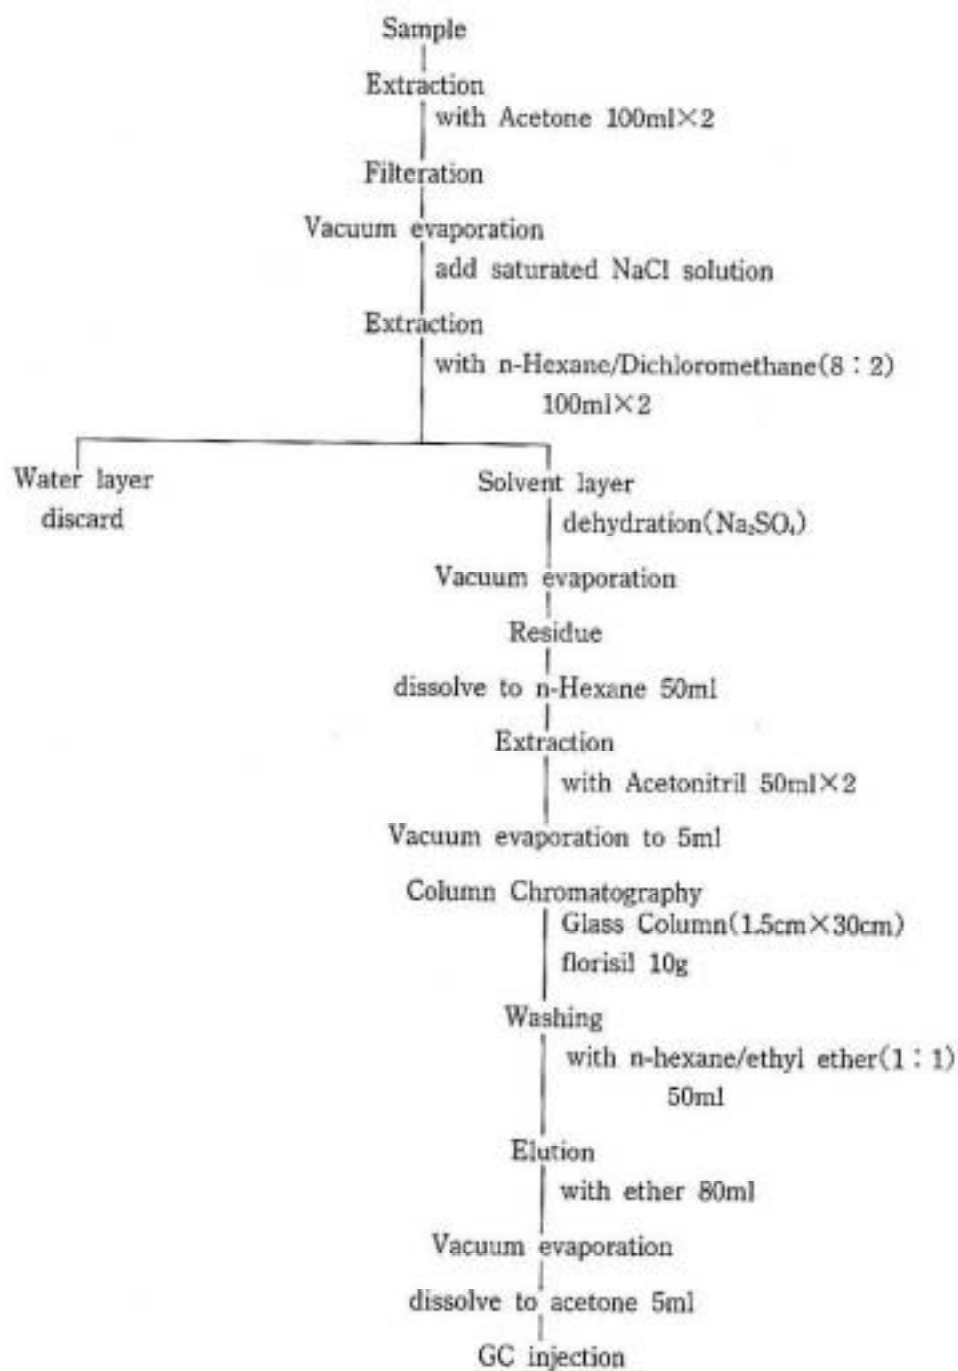 Sample
Extraction
with Acetone 100ml×2
Filteration
Vacuum evaporation
add saturated NaCl solution
Extraction
with n-Hexane/Dichloromethane(8 : 2)
100ml×2
Water layer
discard
Solvent layer
dehydration(Na₂SO₄)
Vacuum evaporation
Residue
dissolve to n-Hexane 50ml
Extraction
with Acetonitril 50ml×2
Vacuum evaporation to 5ml
Column Chromatography
Glass Column(1.5cm×30cm)
florisil 10g
Washing
with n-hexane/ethyl ether(1 : 1)
50ml
Elution
with ether 80ml
Vacuum evaporation
dissolve to acetone 5ml
GC injection